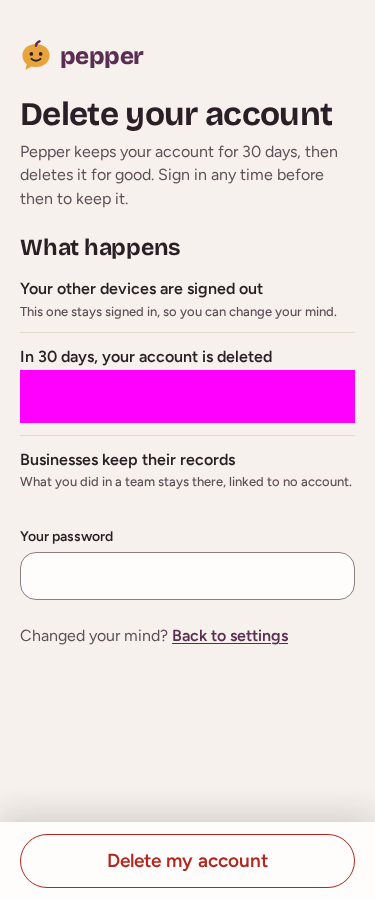 pepper
Delete your account
Pepper keeps your account for 30 days, then
deletes it for good. Sign in any time before
then to keep it.
What happens
Your other devices are signed out
This one stays signed in, so you can change your mind.
In 30 days, your account is deleted
Businesses keep their records
What you did in a team stays there, linked to no account.
Your password
Changed your mind? Back to settings
Delete my account